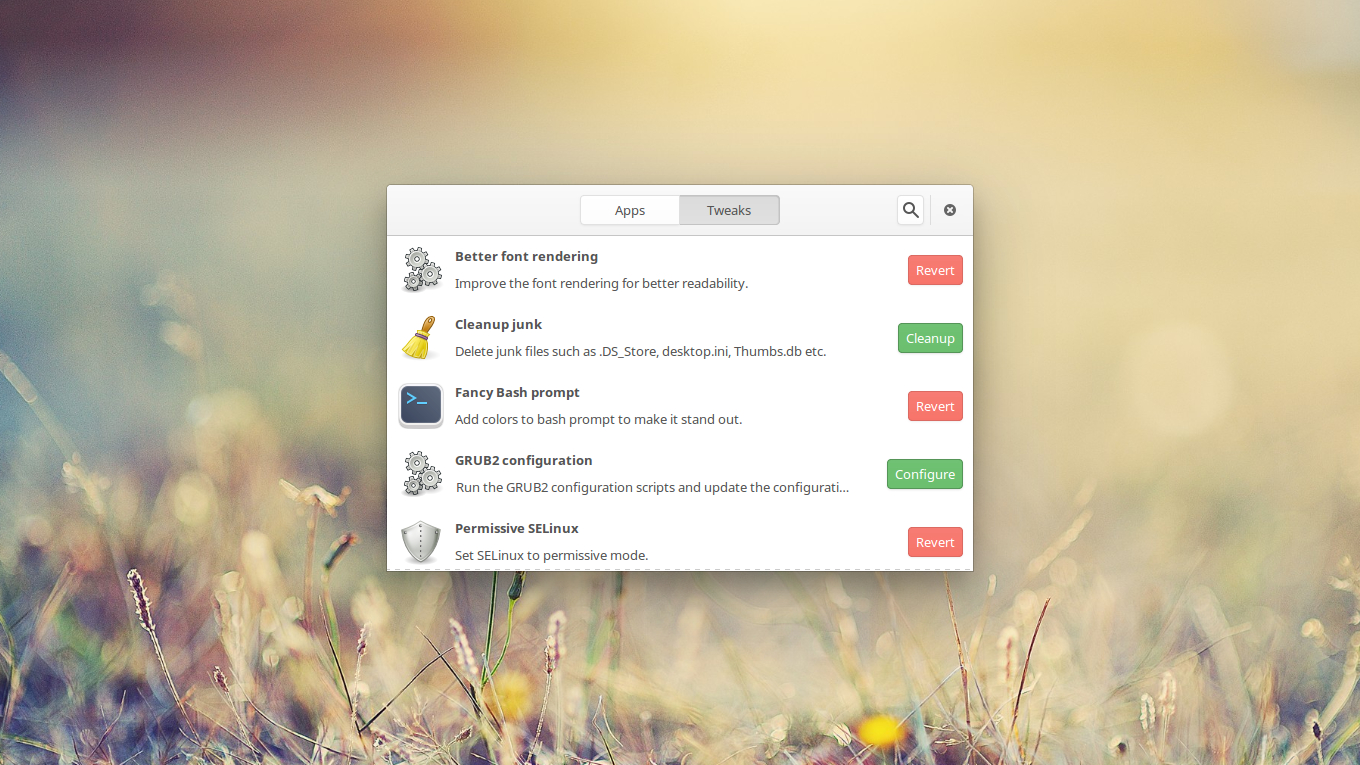 Apps
Tweaks
Better font rendering
Improve the font rendering for better readability.
Revert
Cleanup junk
Delete junk files such as .DS_Store, desktop.ini, Thumbs.db etc.
Cleanup
>_
Fancy Bash prompt
Add colors to bash prompt to make it stand out.
Revert
GRUB2 configuration
Run the GRUB2 configuration scripts and update the configurati...
Configure
Permissive SELinux
Set SELinux to permissive mode.
Revert